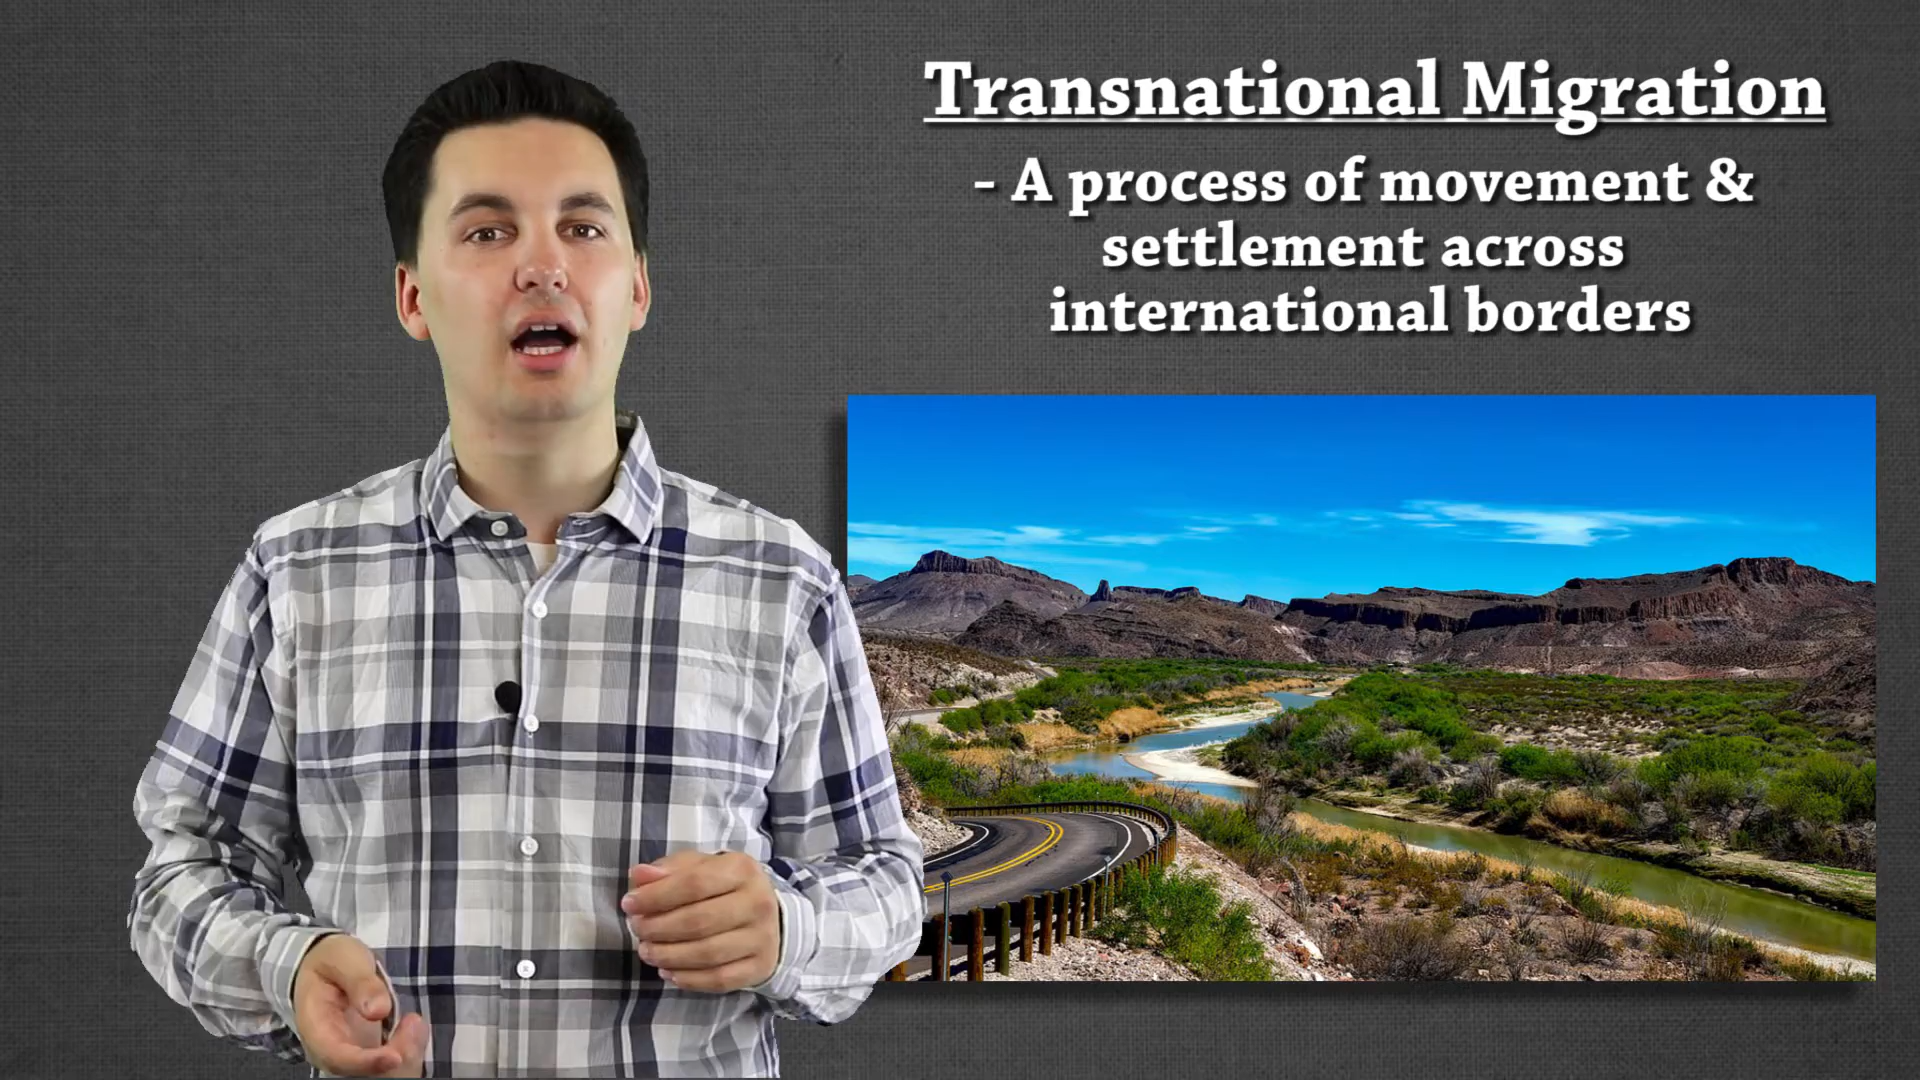 Transnational Migration
- A process of movement &
settlement across
international borders